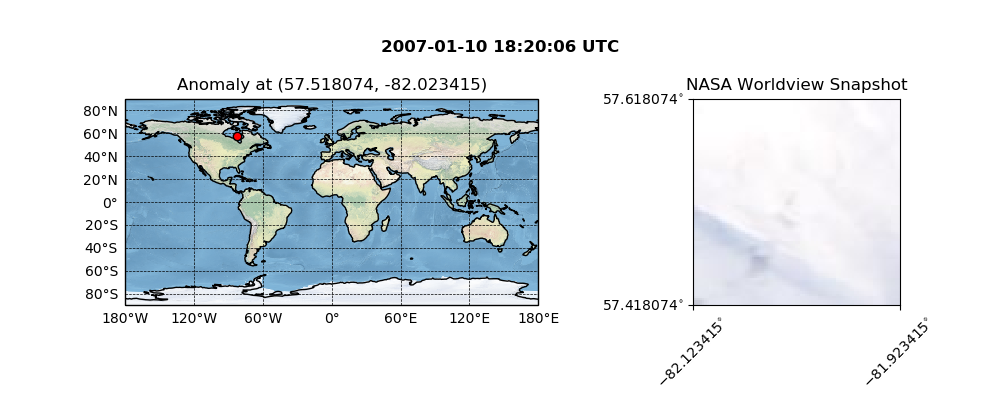 2007-01-10 18:20:06 UTC
Anomaly at (57.518074, -82.023415)
80°N
60°N
40°N
20°N
0°
20°S
40°S
60°S
80°S
180°W 120°W 60°W 0° 60°E 120°E 180°E
NASA Worldview Snapshot
57.618074°
57.418074°
−82.123415°
−81.923415°